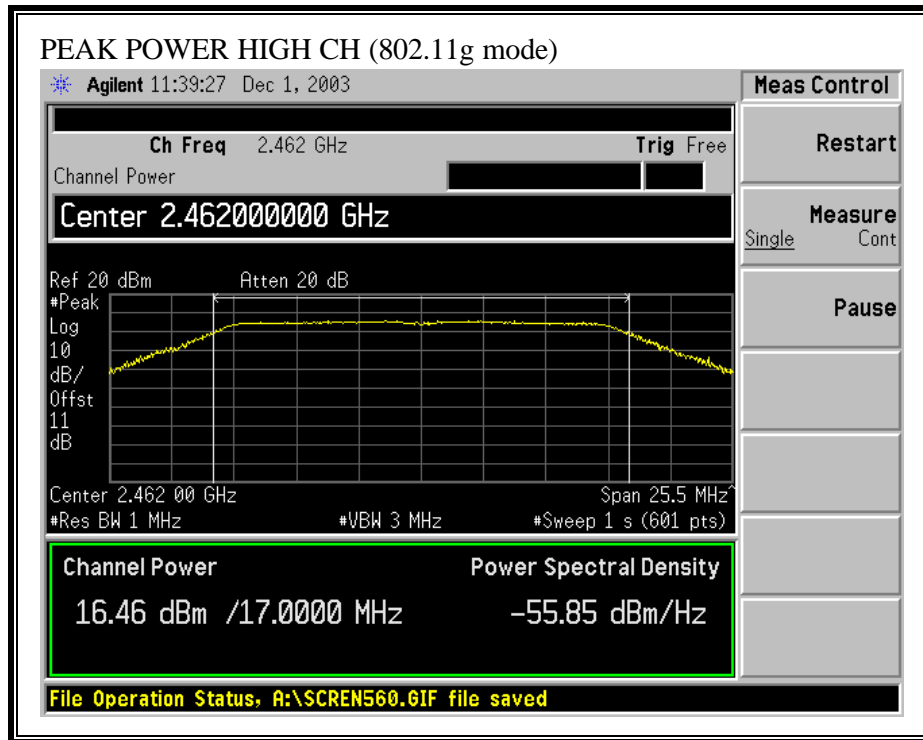 PEAK POWER HIGH CH (802.11g mode)
Agilent 11:39:27 Dec 1, 2003
Meas Control
Ch Freq 2.462 GHz
Trig Free
Channel Power
Restart
Center 2.462000000 GHz
Measure
Single Cont
Ref 20 dBm Atten 20 dB
Pause
#Peak
Log
10
dB/
Offst
11
dB
Center 2.462 00 GHz
Span 25.5 MHz^
#Res BW 1 MHz
#VBW 3 MHz
#Sweep 1 s (601 pts)
Channel Power
Power Spectral Density
16.46 dBm /17.0000 MHz
-55.85 dBm/Hz
File Operation Status, A:\SCREN560.GIF file saved